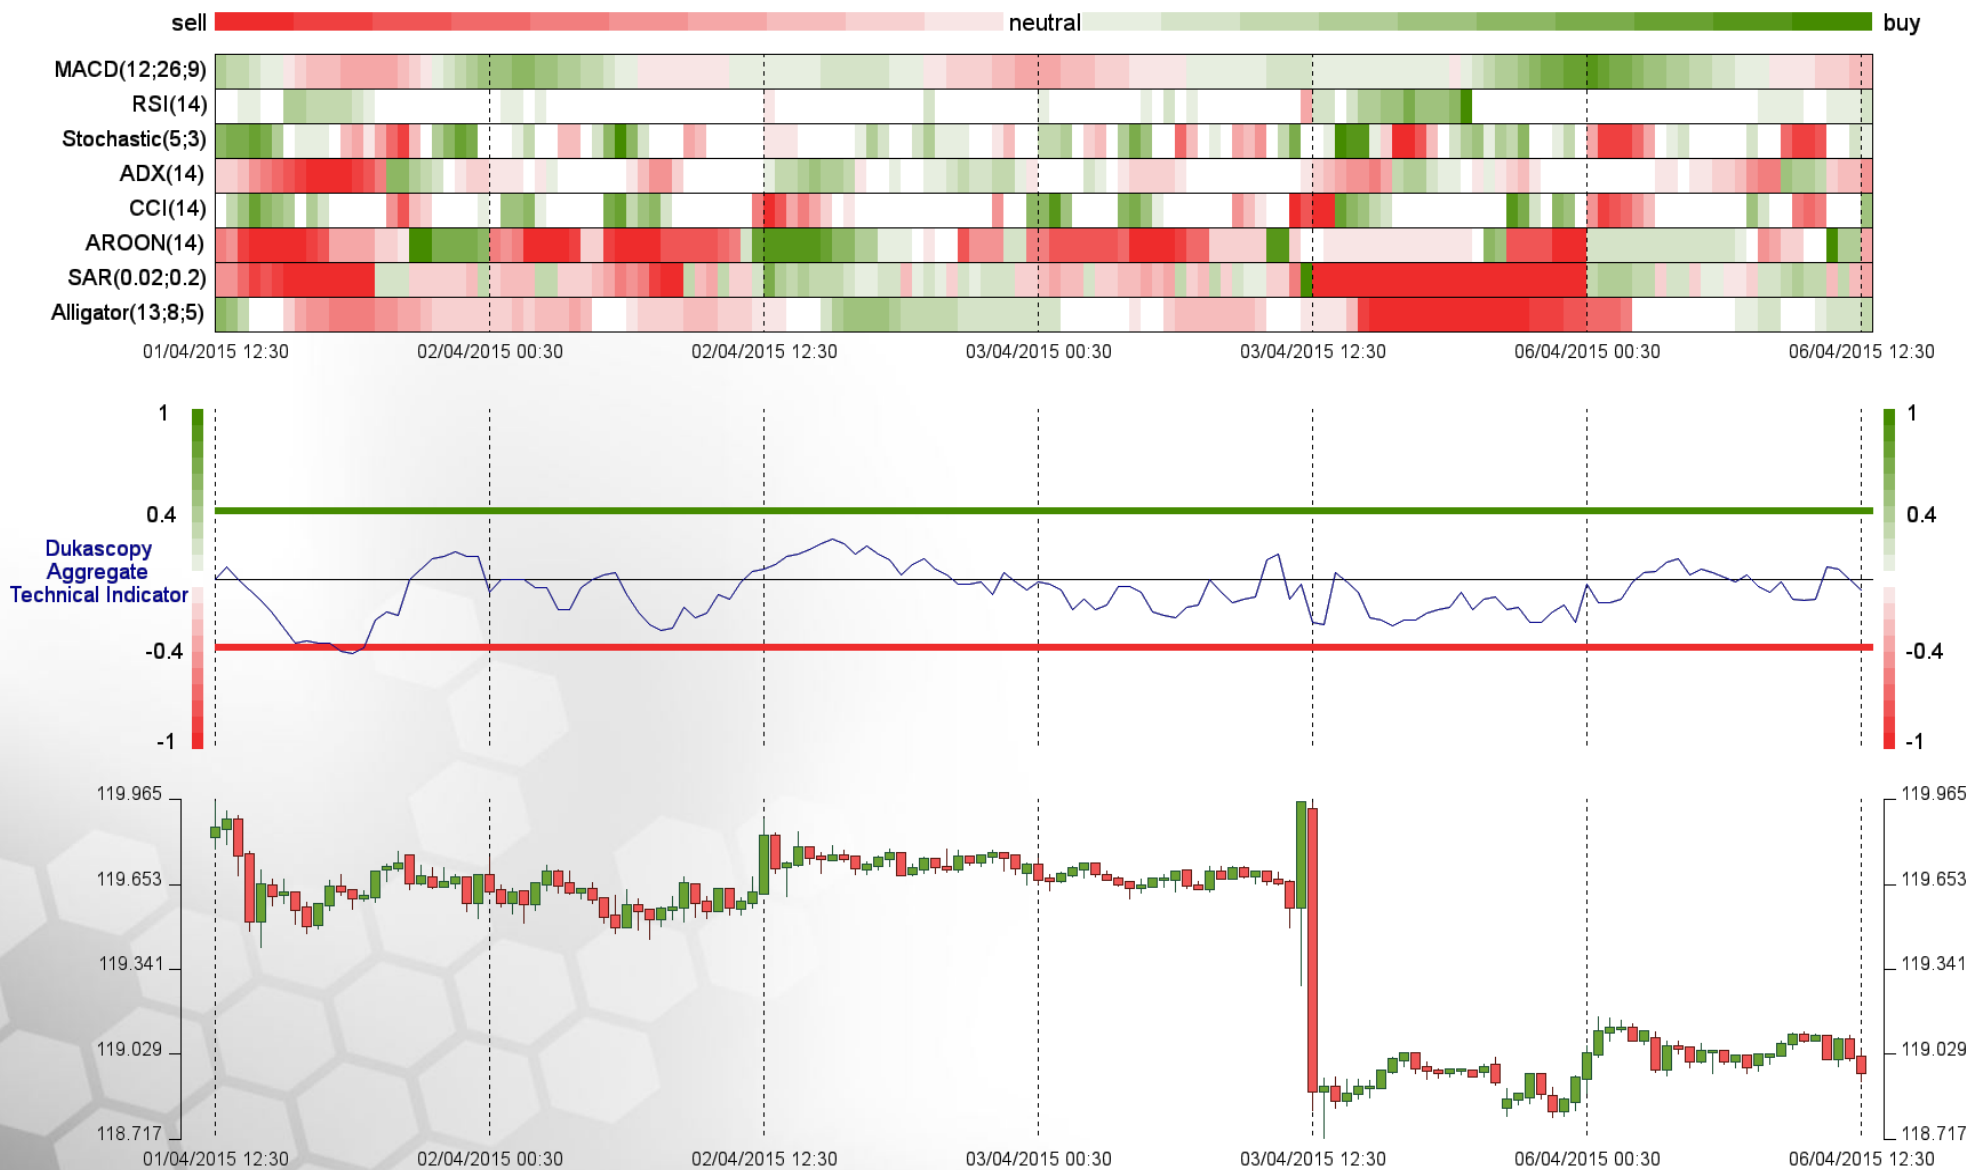 sell neutral buy
MACD(12;26;9)
RSI(14)
Stochastic(5;3)
ADX(14)
CCI(14)
AROON(14)
SAR(0.02;0.2)
Alligator(13;8;5)
01/04/2015 12:30 02/04/2015 00:30 02/04/2015 12:30 03/04/2015 00:30 03/04/2015 12:30 06/04/2015 00:30 06/04/2015 12:30
1 1
0.4 0.4
Dukascopy
Aggregate
Technical Indicator
-0.4 -0.4
-1 -1
119.965 119.965
119.653 119.653
119.341 119.341
119.029 119.029
118.717 118.717
01/04/2015 12:30 02/04/2015 00:30 02/04/2015 12:30 03/04/2015 00:30 03/04/2015 12:30 06/04/2015 00:30 06/04/2015 12:30